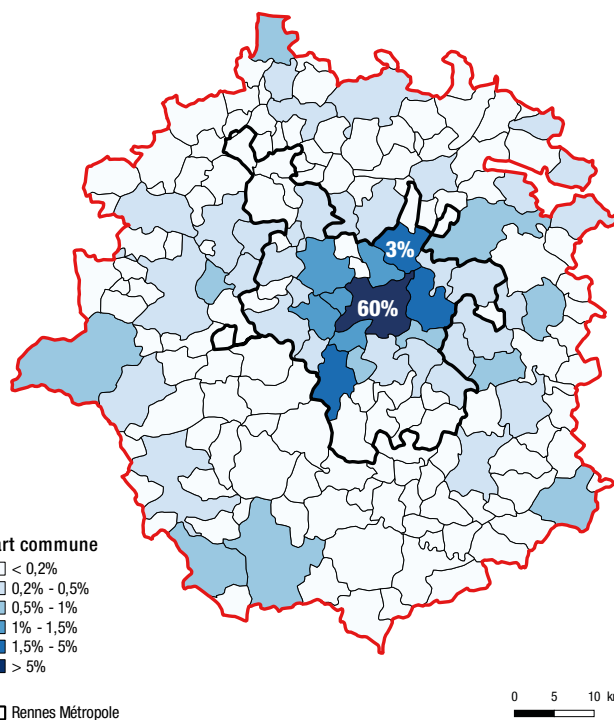 3%
60%
art commune
< 0,2%
0,2% - 0,5%
0,5% - 1%
1% - 1,5%
1,5% - 5%
> 5%
Rennes Métropole
0 5 10 k